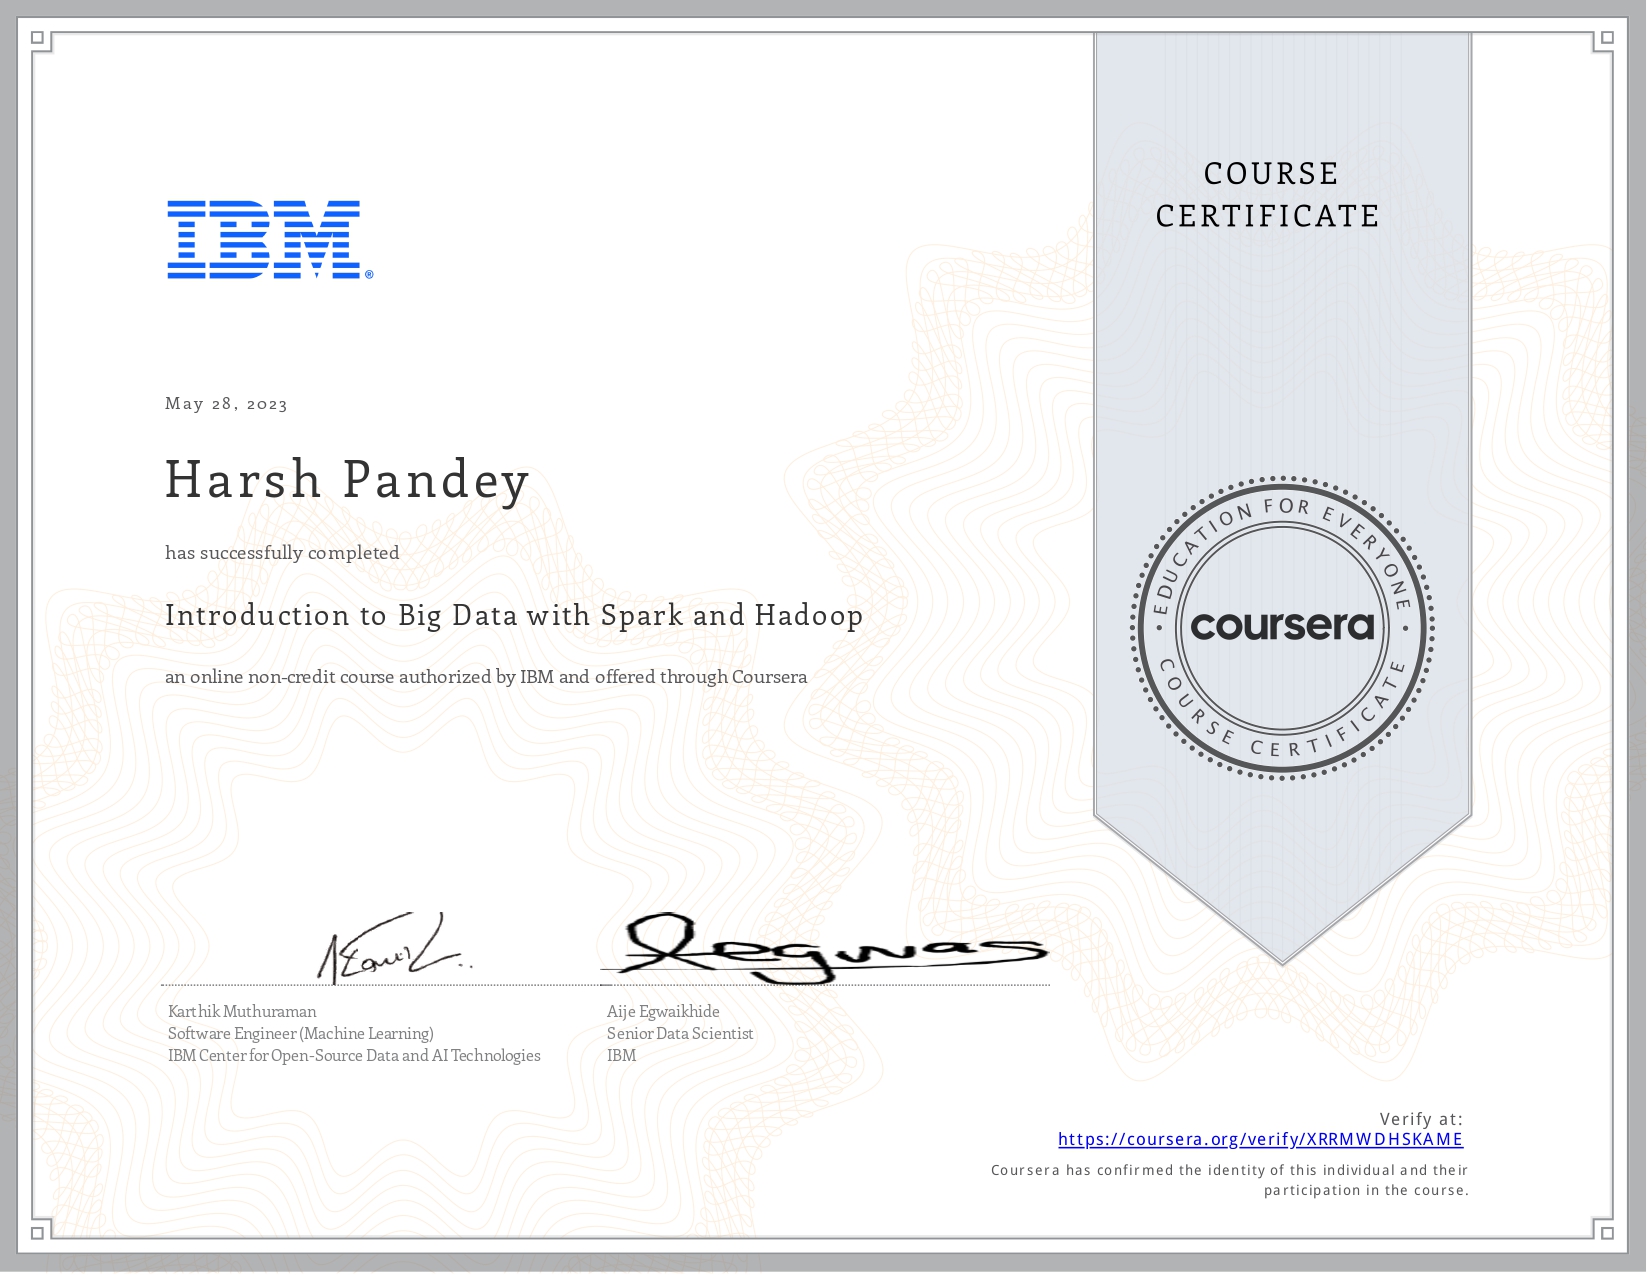 IBM®
COURSE
CERTIFICATE
May 28, 2023
Harsh Pandey
has successfully completed
Introduction to Big Data with Spark and Hadoop
an online non-credit course authorized by IBM and offered through Coursera
EDUCATION FOR EVERYONE
coursera
COURSE CERTIFICATE
Karthik Muthuraman
Software Engineer (Machine Learning)
IBM Center for Open-Source Data and AI Technologies
Aije Egwaikhide
Senior Data Scientist
IBM
Verify at:
https://coursera.org/verify/XRRMWDHSKAME
Coursera has confirmed the identity of this individual and their
participation in the course.